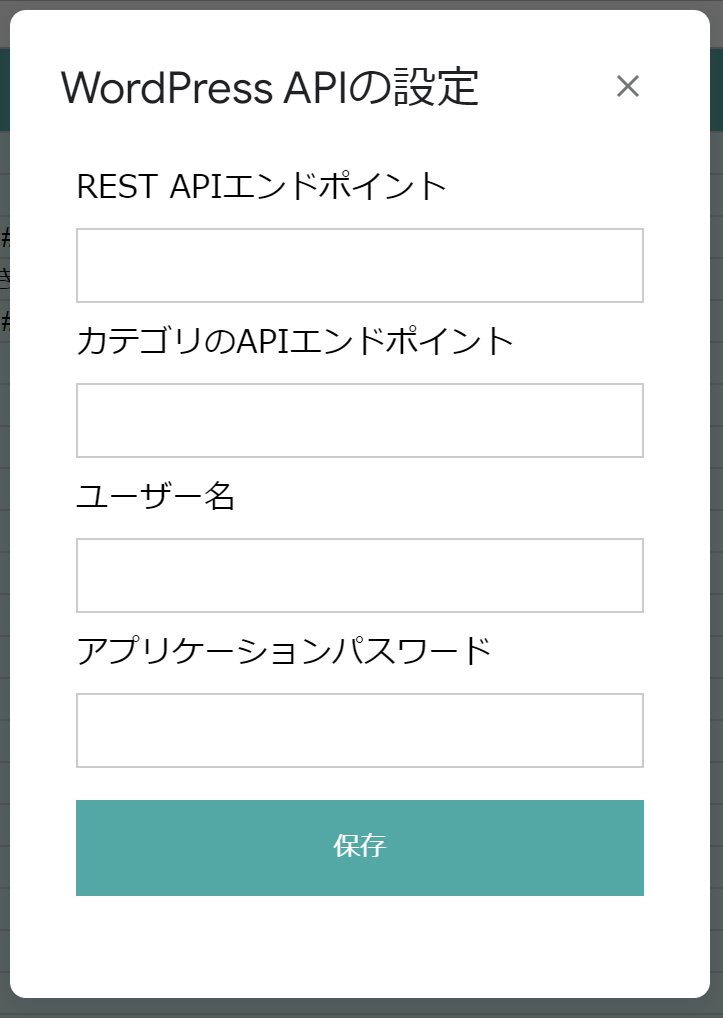 WordPress APIの設定
REST APIエンドポイント
カテゴリのAPIエンドポイント
ユーザー名
アプリケーションパスワード
保存
#
#